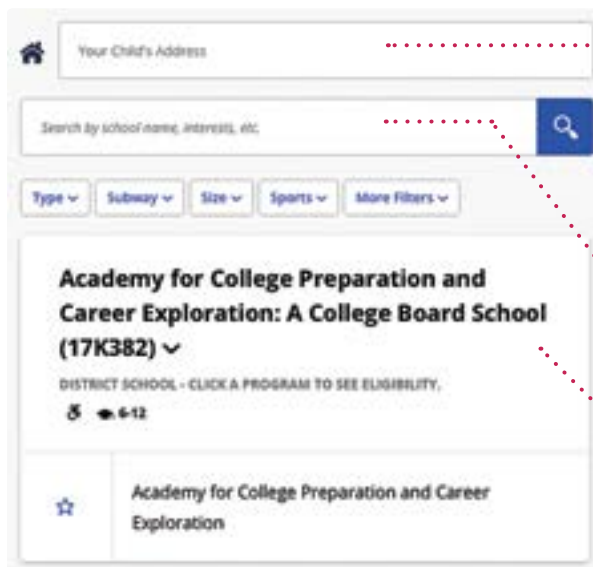 Your Child's Address
Search by school name, interests, etc.
Type Subway Size Sports More Filters
Academy for College Preparation and
Career Exploration: A College Board School
(17K382)
DISTRICT SCHOOL - CLICK A PROGRAM TO SEE ELIGIBILITY.
6-12
Academy for College Preparation and Career
Exploration